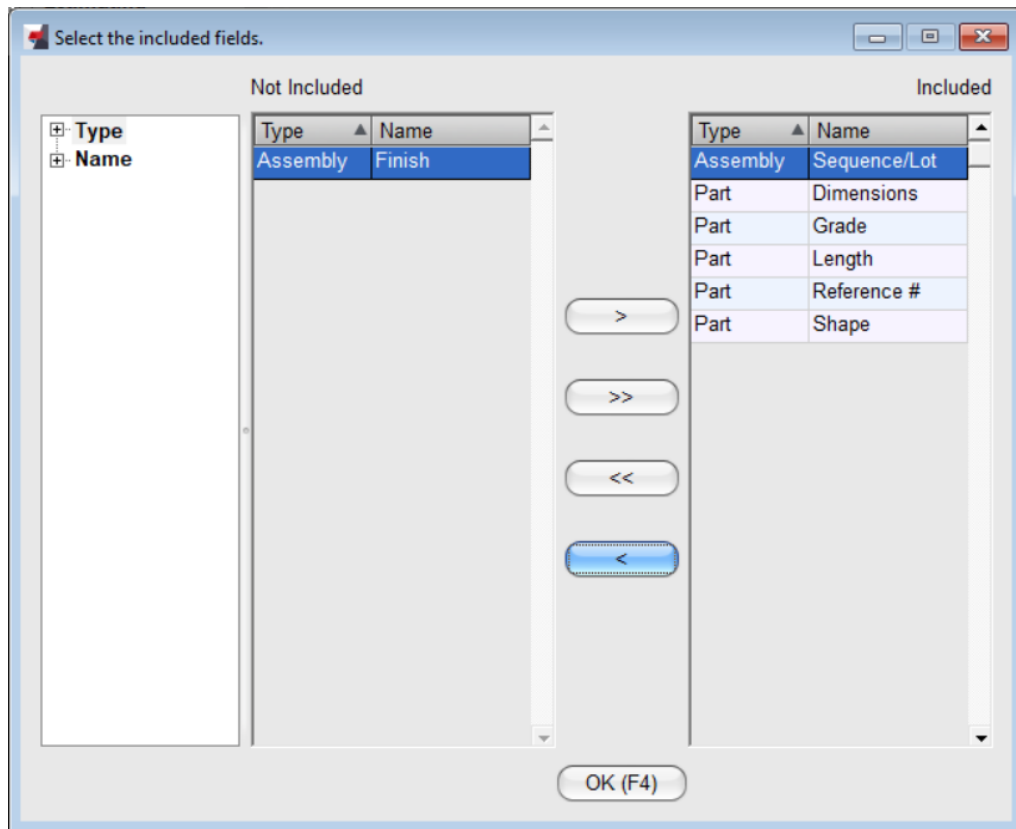 Select the included fields.
Not Included
Included
Type
Name
Type Name
Assembly Finish
Type Name
Assembly Sequence/Lot
Part Dimensions
Part Grade
Part Length
Part Reference #
Part Shape
>
>>
<<
<
OK (F4)